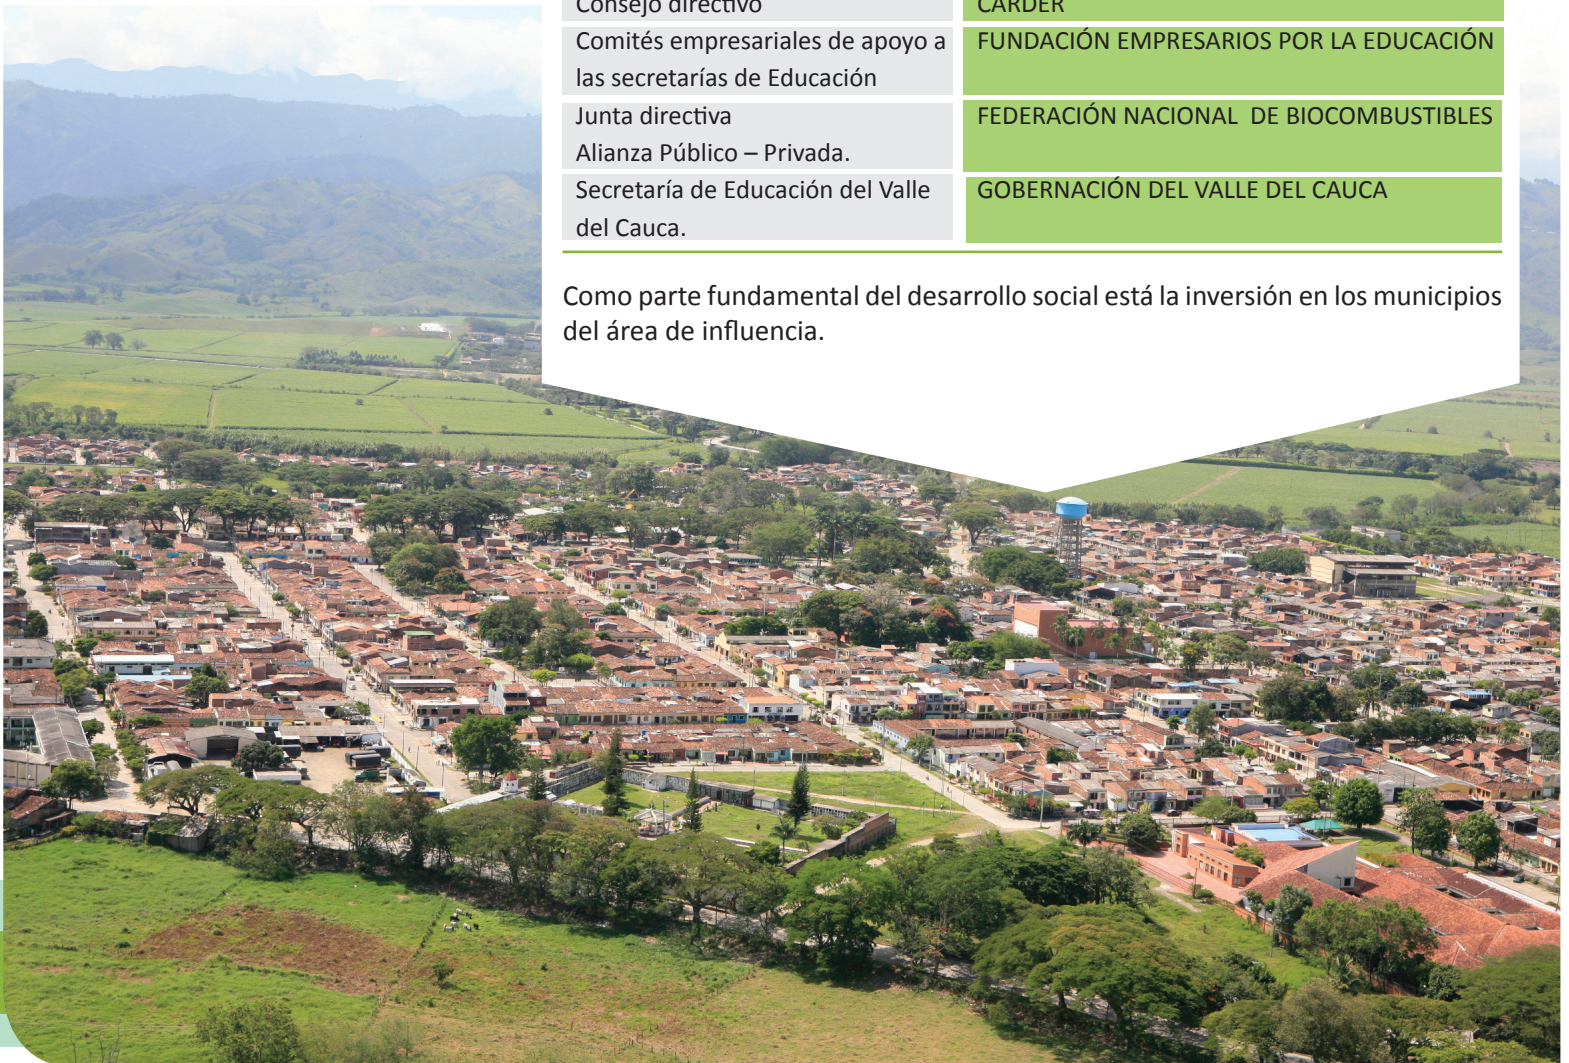 Consejo directivo
CARDER
Comités empresariales de apoyo a
las secretarías de Educación
FUNDACIÓN EMPRESARIOS POR LA EDUCACIÓN
Junta directiva
Alianza Público – Privada.
FEDERACIÓN NACIONAL DE BIOCOMBUSTIBLES
Secretaría de Educación del Valle
del Cauca.
GOBERNACIÓN DEL VALLE DEL CAUCA
Como parte fundamental del desarrollo social está la inversión en los municipios
del área de influencia.